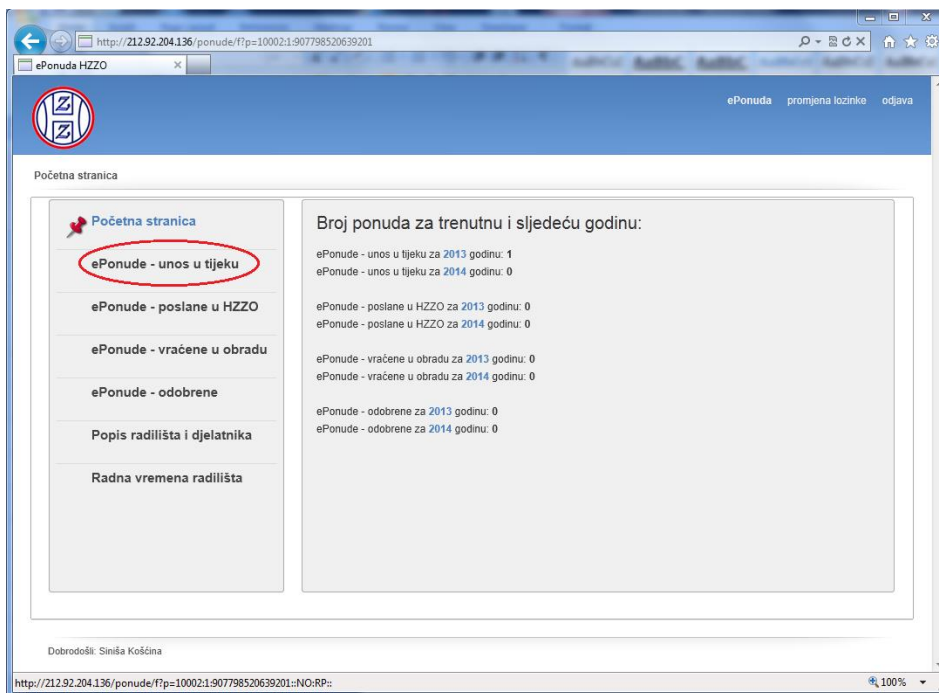 http://212.92.204.136/ponude/f?p=10002:1:907798520639201
ePonuda HZZO
Z
Z
ePonuda promjena lozinke odjava
Početna stranica
Početna stranica
ePonude - unos u tijeku
ePonude - poslane u HZZO
ePonude - vraćene u obradu
ePonude - odobrene
Popis radilišta i djelatnika
Radna vremena radilišta
Broj ponuda za trenutnu i sljedeću godinu:
ePonude - unos u tijeku za 2013 godinu: 1
ePonude - unos u tijeku za 2014 godinu: 0
ePonude - poslane u HZZO za 2013 godinu: 0
ePonude - poslane u HZZO za 2014 godinu: 0
ePonude - vraćene u obradu za 2013 godinu: 0
ePonude - vraćene u obradu za 2014 godinu: 0
ePonude - odobrene za 2013 godinu: 0
ePonude - odobrene za 2014 godinu: 0
Dobrodošli: Siniša Košćina
http://212.92.204.136/ponude/f?p=10002:1:907798520639201::NO:RP::
100%